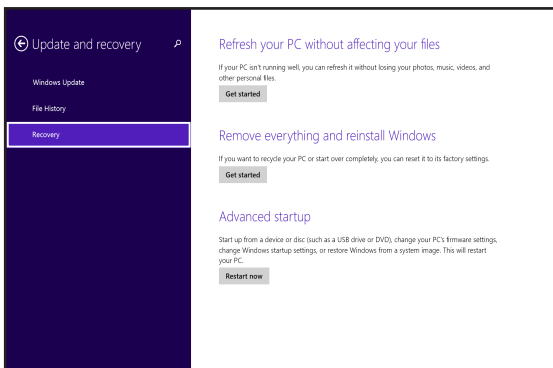 Update and recovery
Windows Update
File History
Recovery
Refresh your PC without affecting your files
If your PC isn't running well, you can refresh it without losing your photos, music, videos, and
other personal files.
Get started
Remove everything and reinstall Windows
If you want to recycle your PC or start over completely, you can reset it to its factory settings.
Get started
Advanced startup
Start up from a device or disc (such as a USB drive or DVD), change your PC's firmware settings,
change Windows startup settings, or restore Windows from a system image. This will restart
your PC.
Restart now